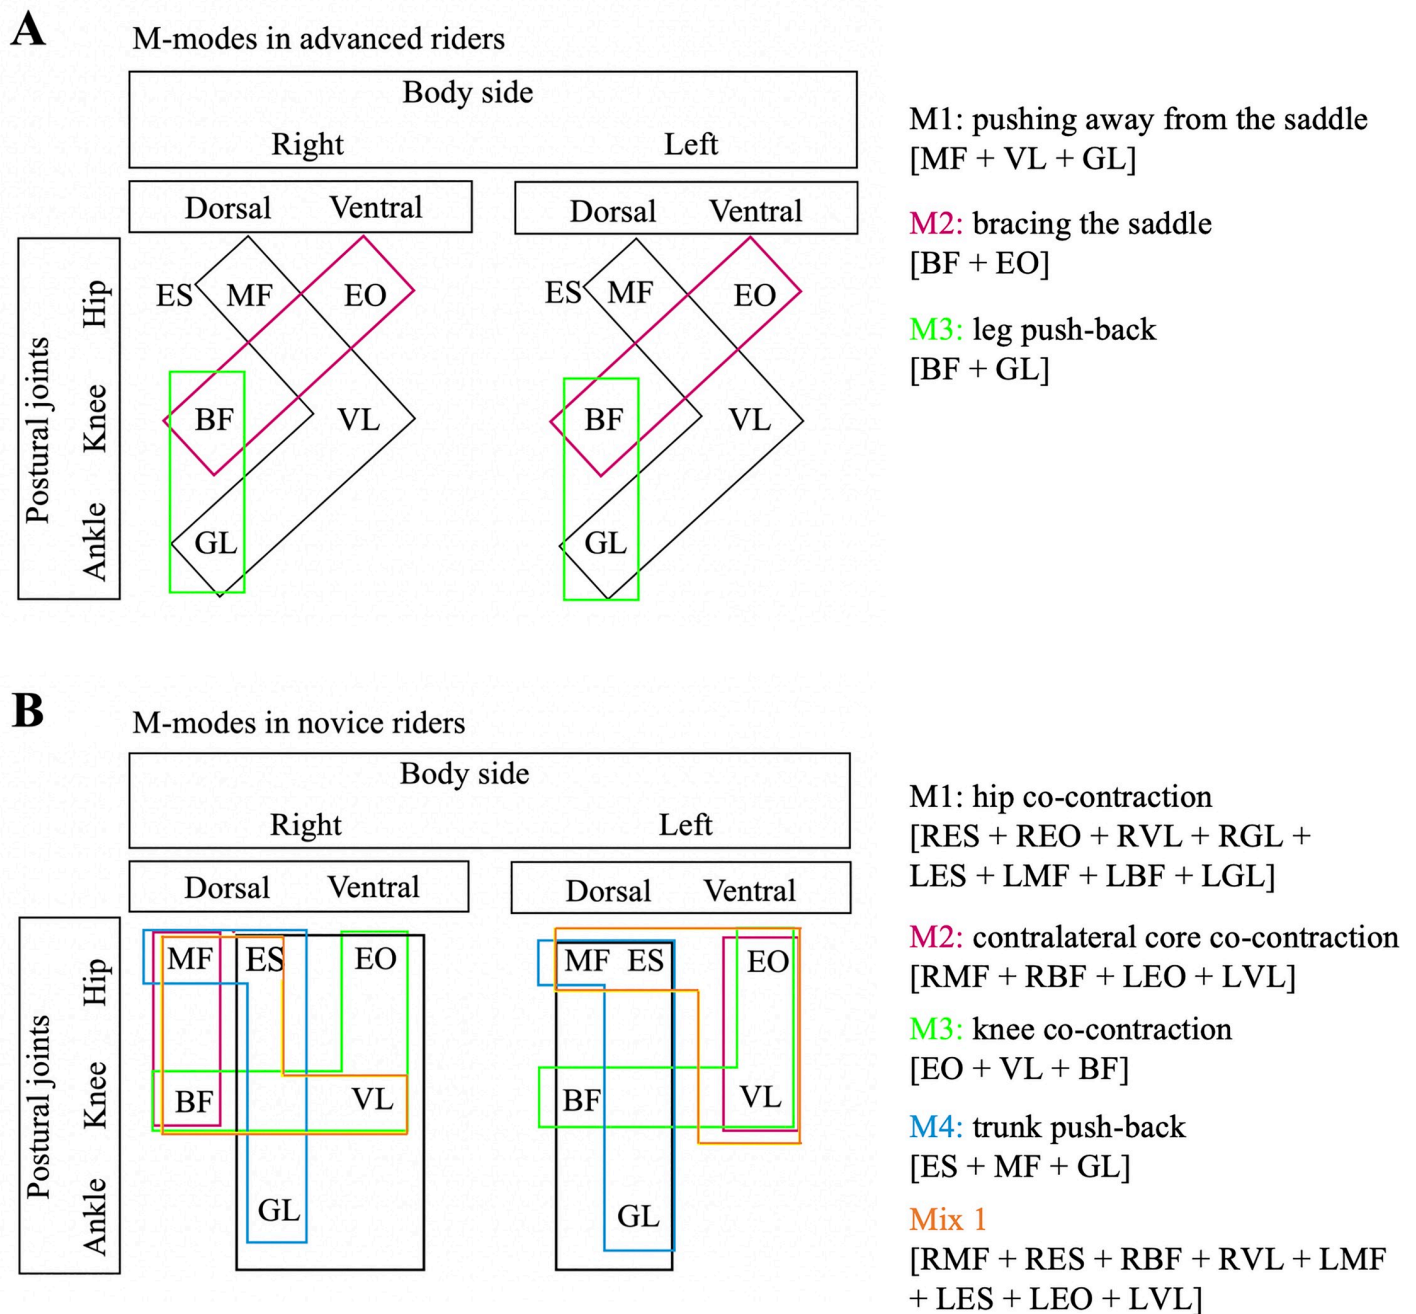 A
M-modes in advanced riders
Body side
Right Left
Dorsal Ventral Dorsal Ventral
M1: pushing away from the saddle
[MF + VL + GL]
M2: bracing the saddle
[BF + EO]
M3: leg push-back
[BF + GL]
Postural joints
Hip
ES MF EO ES MF EO
Knee
BF VL BF VL
Ankle
GL GL
B
M-modes in novice riders
Body side
Right Left
Dorsal Ventral Dorsal Ventral
M1: hip co-contraction
[RES + REO + RVL + RGL +
LES + LMF + LBF + LGL]
M2: contralateral core co-contraction
[RMF + RBF + LEO + LVL]
M3: knee co-contraction
[EO + VL + BF]
M4: trunk push-back
[ES + MF + GL]
Mix 1
[RMF + RES + RBF + RVL + LMF
+ LES + LEO + LVL]
Postural joints
Hip
MF ES EO MF ES EO
Knee
BF VL BF VL
Ankle
GL GL